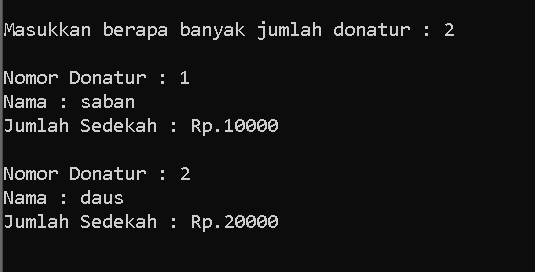 Masukkan berapa banyak jumlah donatur : 2
Nomor Donatur : 1
Nama : saban
Jumlah Sedekah : Rp.10000
Nomor Donatur : 2
Nama : daus
Jumlah Sedekah : Rp.20000